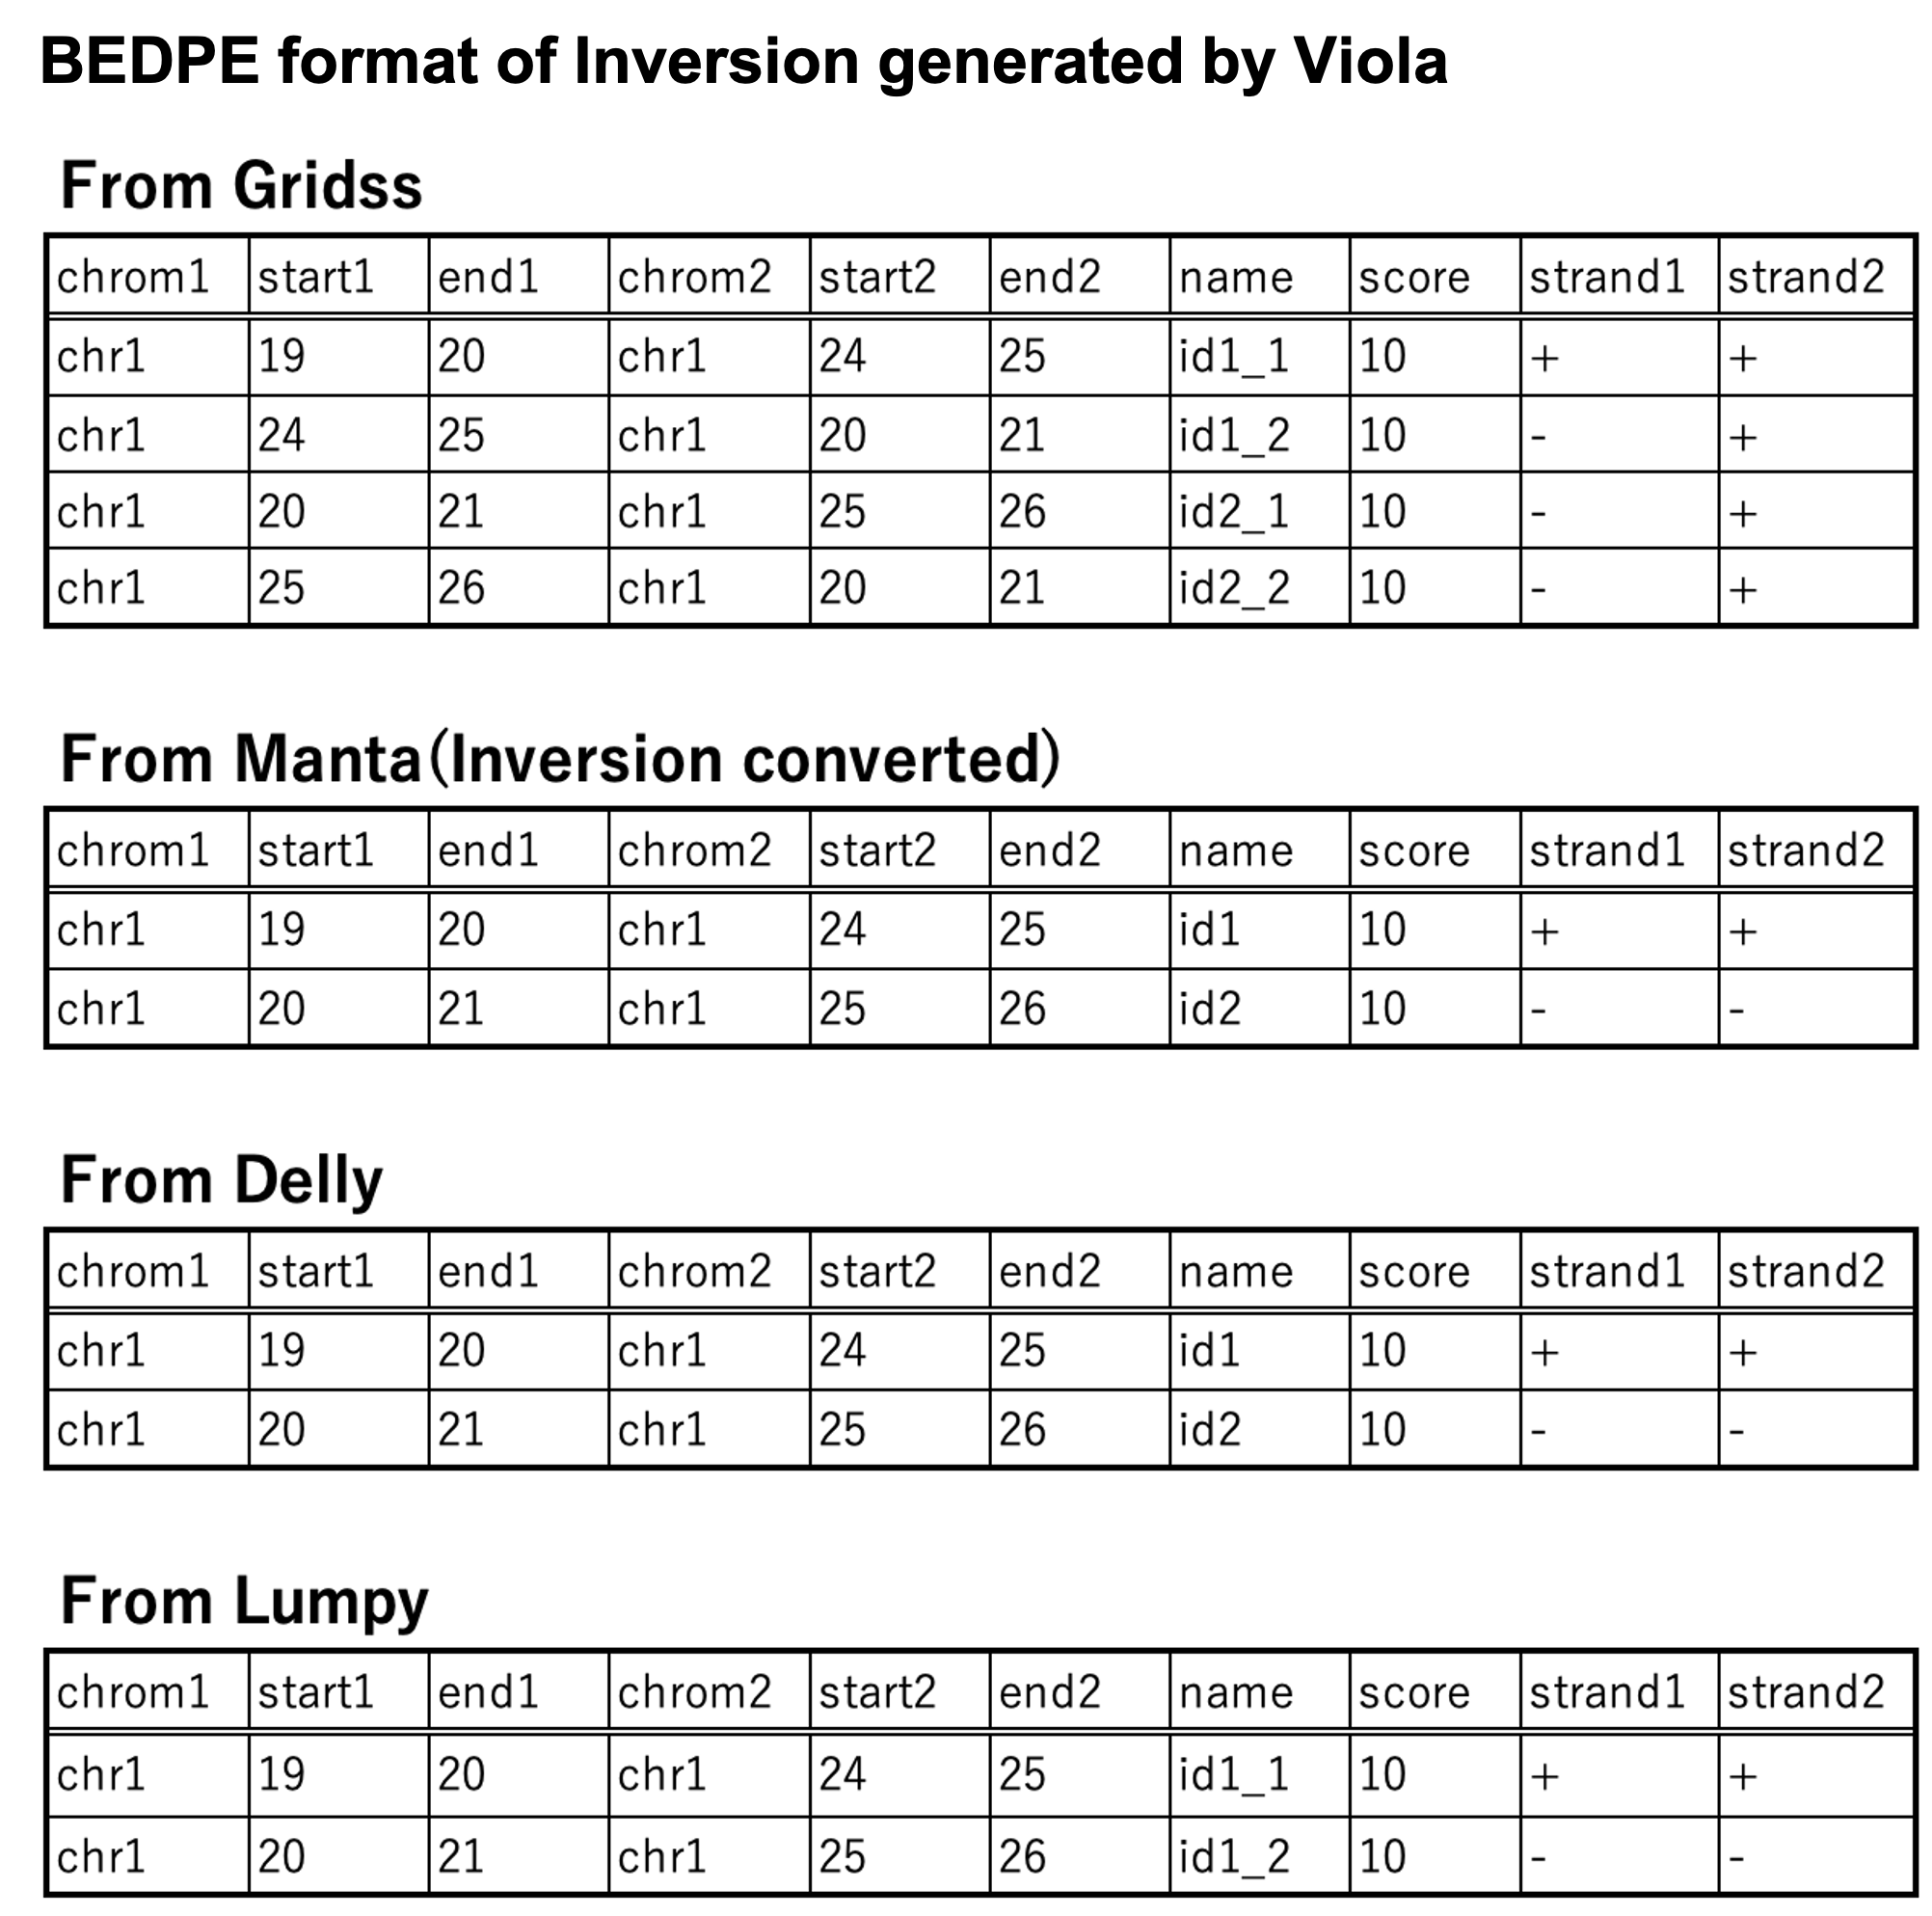 BEDPE format of Inversion generated by Viola
From Gridss
chrom1 start1 end1 chrom2 start2 end2 name score strand1 strand2
chr1 19 20 chr1 24 25 id1_1 10 + +
chr1 24 25 chr1 20 21 id1_2 10 - +
chr1 20 21 chr1 25 26 id2_1 10 - +
chr1 25 26 chr1 20 21 id2_2 10 - +
From Manta(Inversion converted)
chrom1 start1 end1 chrom2 start2 end2 name score strand1 strand2
chr1 19 20 chr1 24 25 id1 10 + +
chr1 20 21 chr1 25 26 id2 10 - -
From Delly
chrom1 start1 end1 chrom2 start2 end2 name score strand1 strand2
chr1 19 20 chr1 24 25 id1 10 + +
chr1 20 21 chr1 25 26 id2 10 - -
From Lumpy
chrom1 start1 end1 chrom2 start2 end2 name score strand1 strand2
chr1 19 20 chr1 24 25 id1_1 10 + +
chr1 20 21 chr1 25 26 id1_2 10 - -